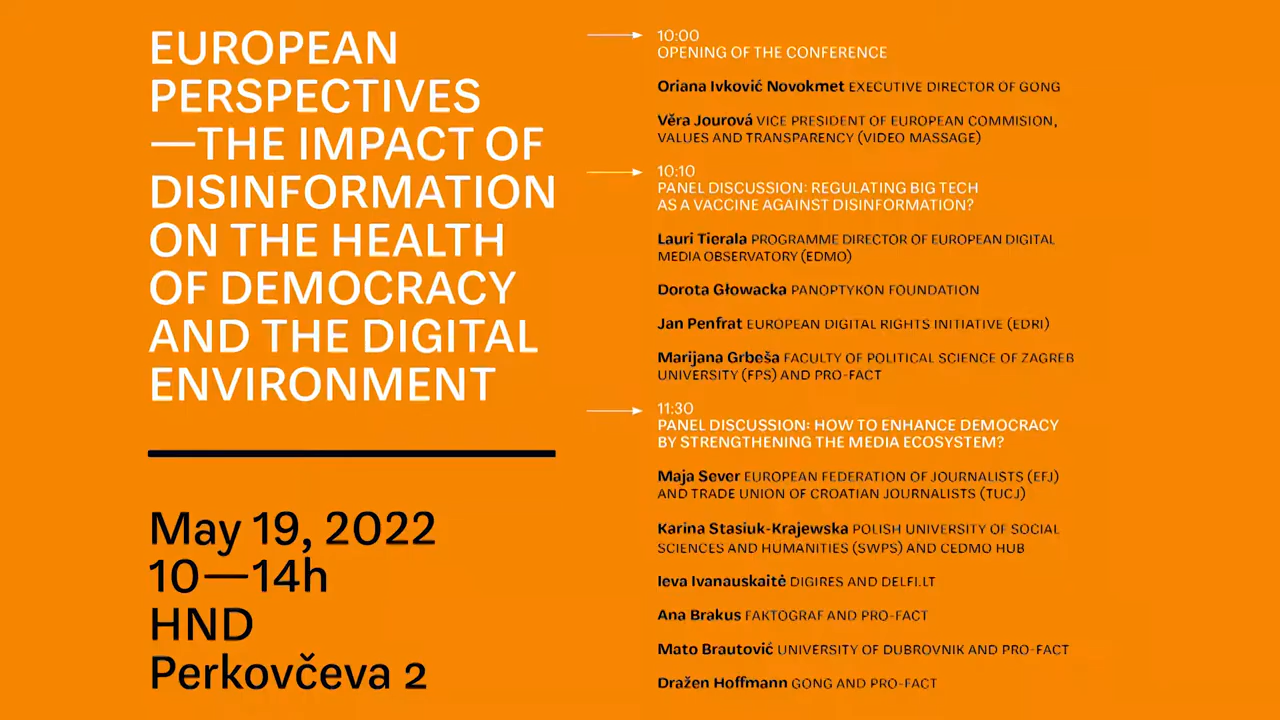 EUROPEAN
PERSPECTIVES
—THE IMPACT OF
DISINFORMATION
ON THE HEALTH
OF DEMOCRACY
AND THE DIGITAL
ENVIRONMENT
May 19, 2022
10—14h
HND
Perkovčeva 2
10:00
OPENING OF THE CONFERENCE
Oriana Ivković Novokmet EXECUTIVE DIRECTOR OF GONG
Věra Jourová VICE PRESIDENT OF EUROPEAN COMMISION,
VALUES AND TRANSPARENCY (VIDEO MASSAGE)
10:10
PANEL DISCUSSION: REGULATING BIG TECH
AS A VACCINE AGAINST DISINFORMATION?
Lauri Tierala PROGRAMME DIRECTOR OF EUROPEAN DIGITAL
MEDIA OBSERVATORY (EDMO)
Dorota Głowacka PANOPTYKON FOUNDATION
Jan Penfrat EUROPEAN DIGITAL RIGHTS INITIATIVE (EDRI)
Marijana Grbeša FACULTY OF POLITICAL SCIENCE OF ZAGREB
UNIVERSITY (FPS) AND PRO-FACT
11:30
PANEL DISCUSSION: HOW TO ENHANCE DEMOCRACY
BY STRENGTHENING THE MEDIA ECOSYSTEM?
Maja Sever EUROPEAN FEDERATION OF JOURNALISTS (EFJ)
AND TRADE UNION OF CROATIAN JOURNALISTS (TUCJ)
Karina Stasiuk-Krajewska POLISH UNIVERSITY OF SOCIAL
SCIENCES AND HUMANITIES (SWPS) AND CEDMO HUB
Ieva Ivanauskaitė DIGIRES AND DELFI.LT
Ana Brakus FAKTOGRAF AND PRO-FACT
Mato Brautović UNIVERSITY OF DUBROVNIK AND PRO-FACT
Dražen Hoffmann GONG AND PRO-FACT